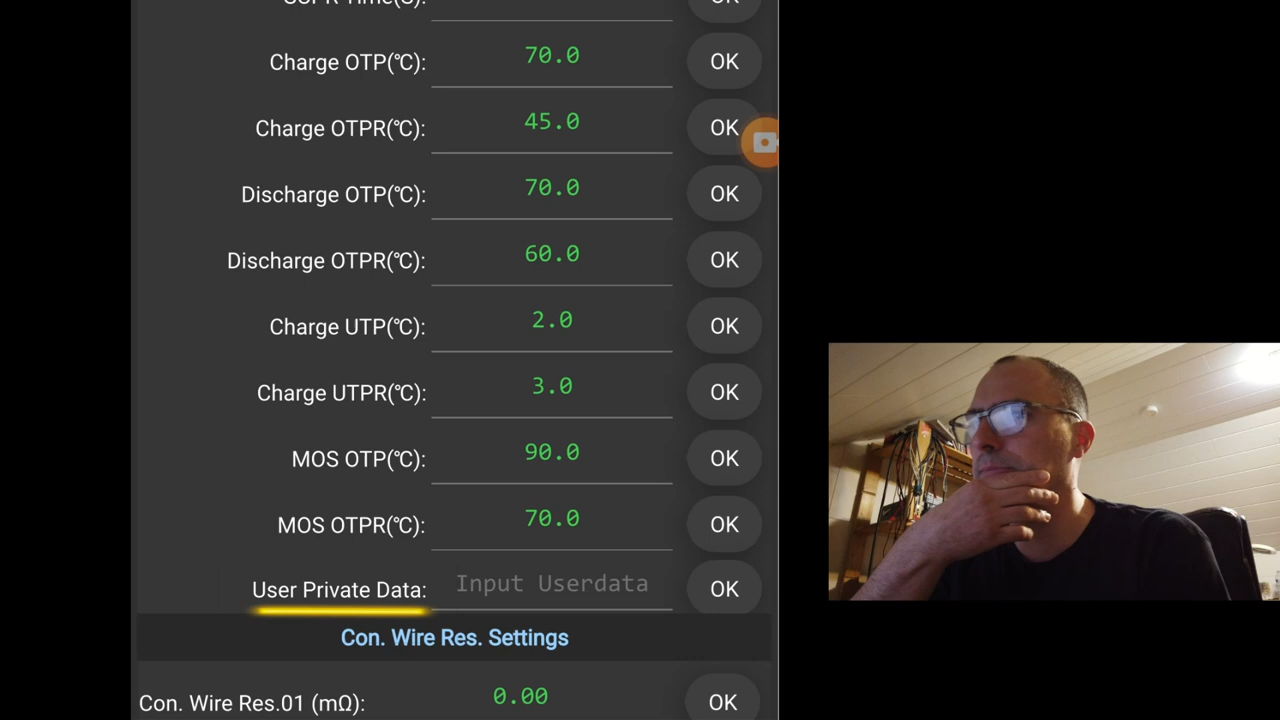 Charge OTP(℃): 70.0 OK
Charge OTPR(℃): 45.0 OK
Discharge OTP(℃): 70.0 OK
Discharge OTPR(℃): 60.0 OK
Charge UTP(℃): 2.0 OK
Charge UTPR(℃): 3.0 OK
MOS OTP(℃): 90.0 OK
MOS OTPR(℃): 70.0 OK
User Private Data: Input Userdata OK
Con. Wire Res. Settings
Con. Wire Res.01 (mΩ): 0.00 OK